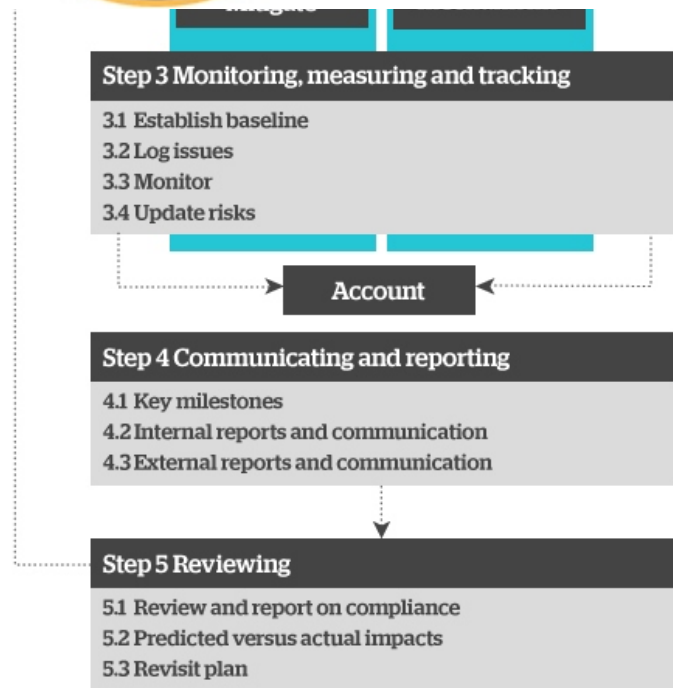 Step 3 Monitoring, measuring and tracking
3.1 Establish baseline
3.2 Log issues
3.3 Monitor
3.4 Update risks
Account
Step 4 Communicating and reporting
4.1 Key milestones
4.2 Internal reports and communication
4.3 External reports and communication
Step 5 Reviewing
5.1 Review and report on compliance
5.2 Predicted versus actual impacts
5.3 Revisit plan